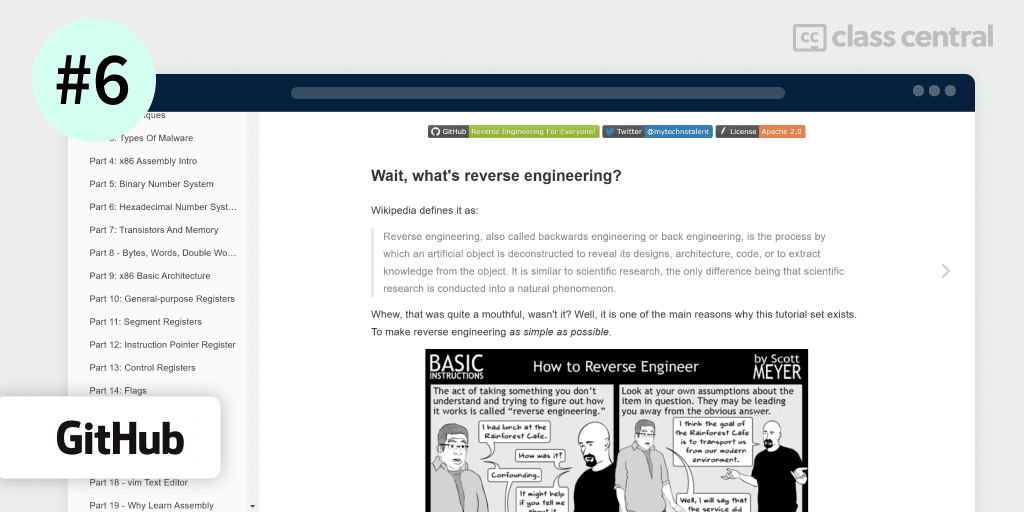 #6
cc class central
iques
Types Of Malware
Part 4: x86 Assembly Intro
Part 5: Binary Number System
Part 6: Hexadecimal Number Syst...
Part 7: Transistors And Memory
Part 8 - Bytes, Words, Double Wo...
Part 9: x86 Basic Architecture
Part 10: General-purpose Registers
Part 11: Segment Registers
Part 12: Instruction Pointer Register
Part 13: Control Registers
Part 14: Flags
GitHub
Part 18 - vim Text Editor
Part 19 - Why Learn Assembly
GitHub Reverse Engineering For Everyone! Twitter @mytechnotalent License Apache 2.0
Wait, what's reverse engineering?
Wikipedia defines it as:
Reverse engineering, also called backwards engineering or back engineering, is the process by
which an artificial object is deconstructed to reveal its designs, architecture, code, or to extract
knowledge from the object. It is similar to scientific research, the only difference being that scientific
research is conducted into a natural phenomenon.
Whew, that was quite a mouthful, wasn't it? Well, it is one of the main reasons why this tutorial set exists.
To make reverse engineering as simple as possible.
BASIC
INSTRUCTIONS
How to Reverse Engineer
by Scott
MEYER
The act of taking something you don't
understand and trying to figure out how
it works is called "reverse engineering."
I had lunch at the
Rainforest Cafe.
How was it?
Confounding.
It might help
if you tell me
about it.
Look at your own assumptions about the
item in question. They may be leading
you away from the obvious answer.
I think the goal of
the Rainforest Cafe
is to transport us
from our modern
environment.
Well, I will say that
the service did